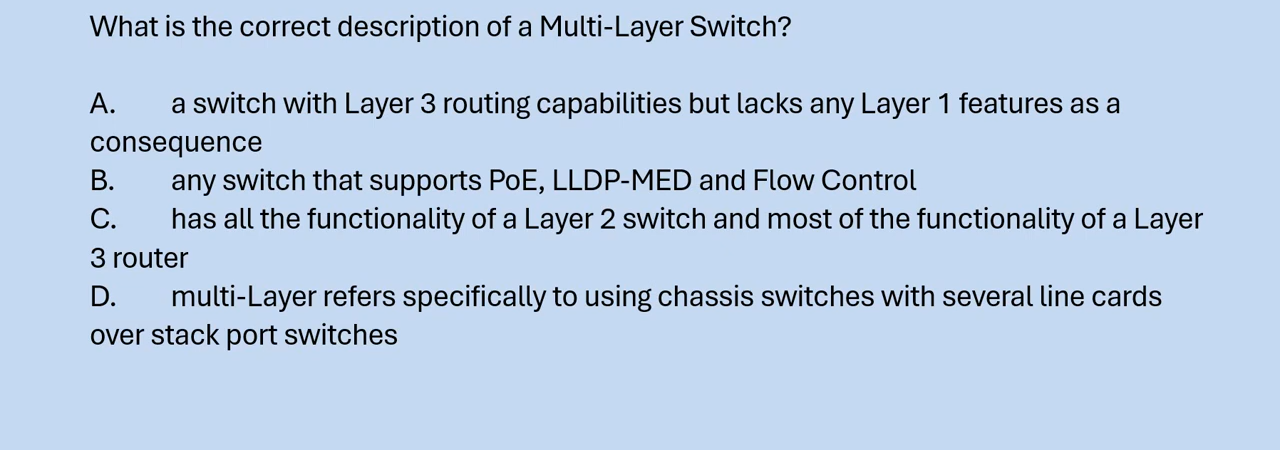 What is the correct description of a Multi-Layer Switch?
A. a switch with Layer 3 routing capabilities but lacks any Layer 1 features as a
consequence
B. any switch that supports PoE, LLDP-MED and Flow Control
C. has all the functionality of a Layer 2 switch and most of the functionality of a Layer
3 router
D. multi-Layer refers specifically to using chassis switches with several line cards
over stack port switches